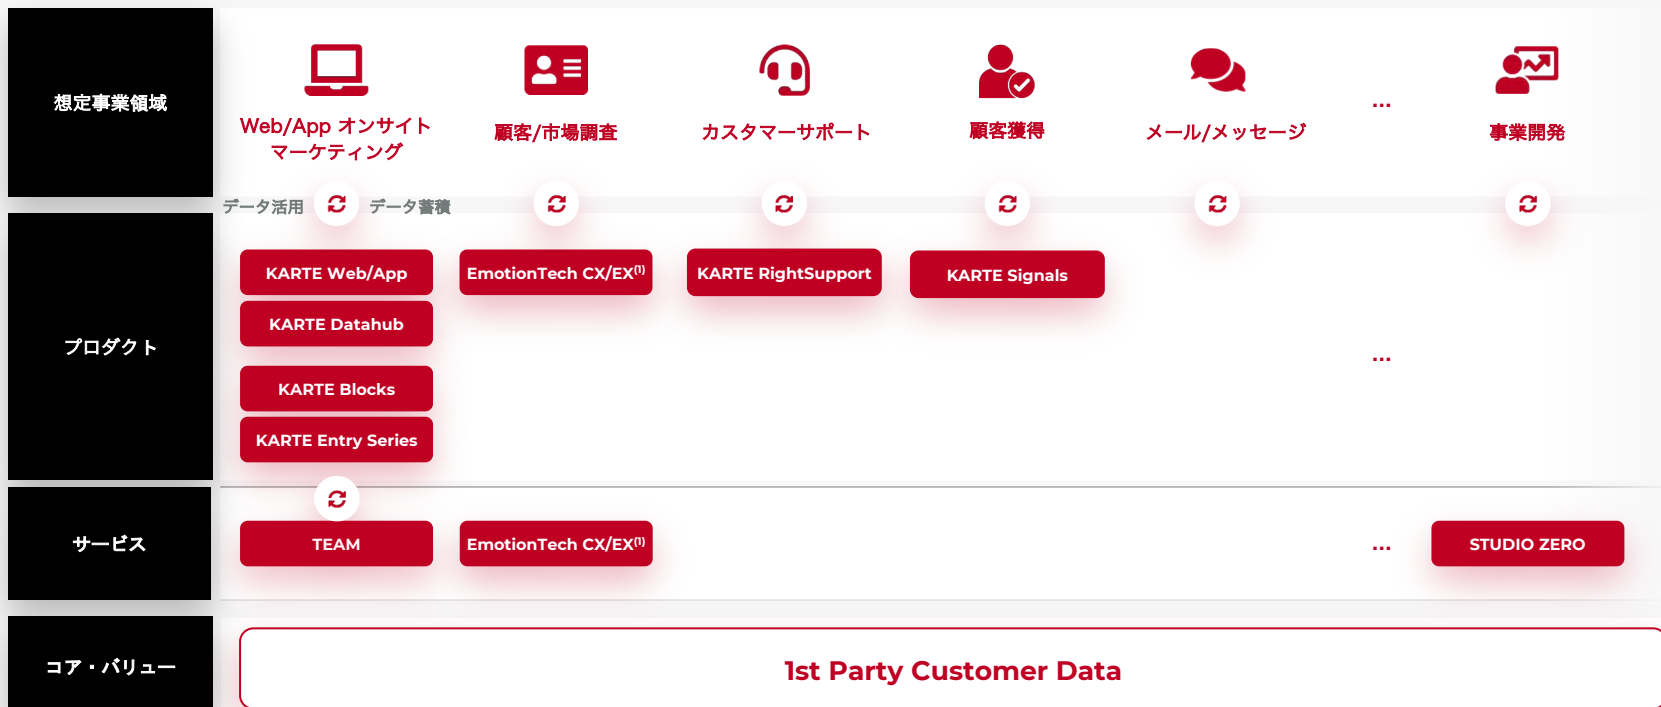 想定事業領域
Web/App オンサイト
マーケティング
顧客/市場調査
カスタマーサポート
顧客獲得
メール/メッセージ
...
事業開発
データ活用
データ蓄積
プロダクト
KARTE Web/App
EmotionTech CX/EX(1)
KARTE RightSupport
KARTE Signals
KARTE Datahub
...
KARTE Blocks
KARTE Entry Series
サービス
TEAM
EmotionTech CX/EX(1)
...
STUDIO ZERO
コア・バリュー
1st Party Customer Data